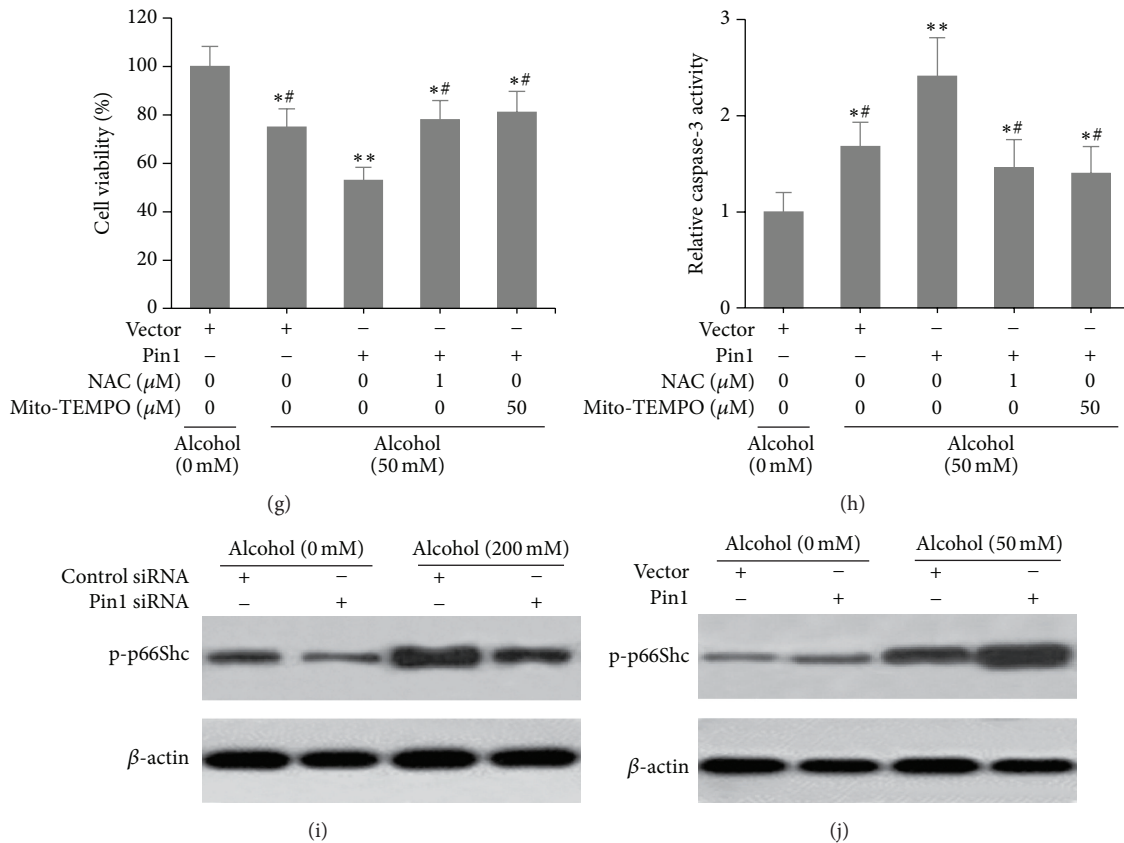 120
100
80
60
40
20
0
Cell viability (%)
*#
**
*#
*#
Vector + + − − −
Pin1 − − + + +
NAC (μM) 0 0 0 1 0
Mito-TEMPO (μM) 0 0 0 0 50
Alcohol (0 mM)
Alcohol (50 mM)
(g)
3
2
1
0
Relative caspase-3 activity
*#
**
*#
*#
Vector + + − − −
Pin1 − − + + +
NAC (μM) 0 0 0 1 0
Mito-TEMPO (μM) 0 0 0 0 50
Alcohol (0 mM)
Alcohol (50 mM)
(h)
Alcohol (0 mM) Alcohol (200 mM)
Control siRNA + − + −
Pin1 siRNA − + − +
p-p66Shc
β-actin
(i)
Alcohol (0 mM) Alcohol (50 mM)
Vector + − + −
Pin1 − + − +
p-p66Shc
β-actin
(j)